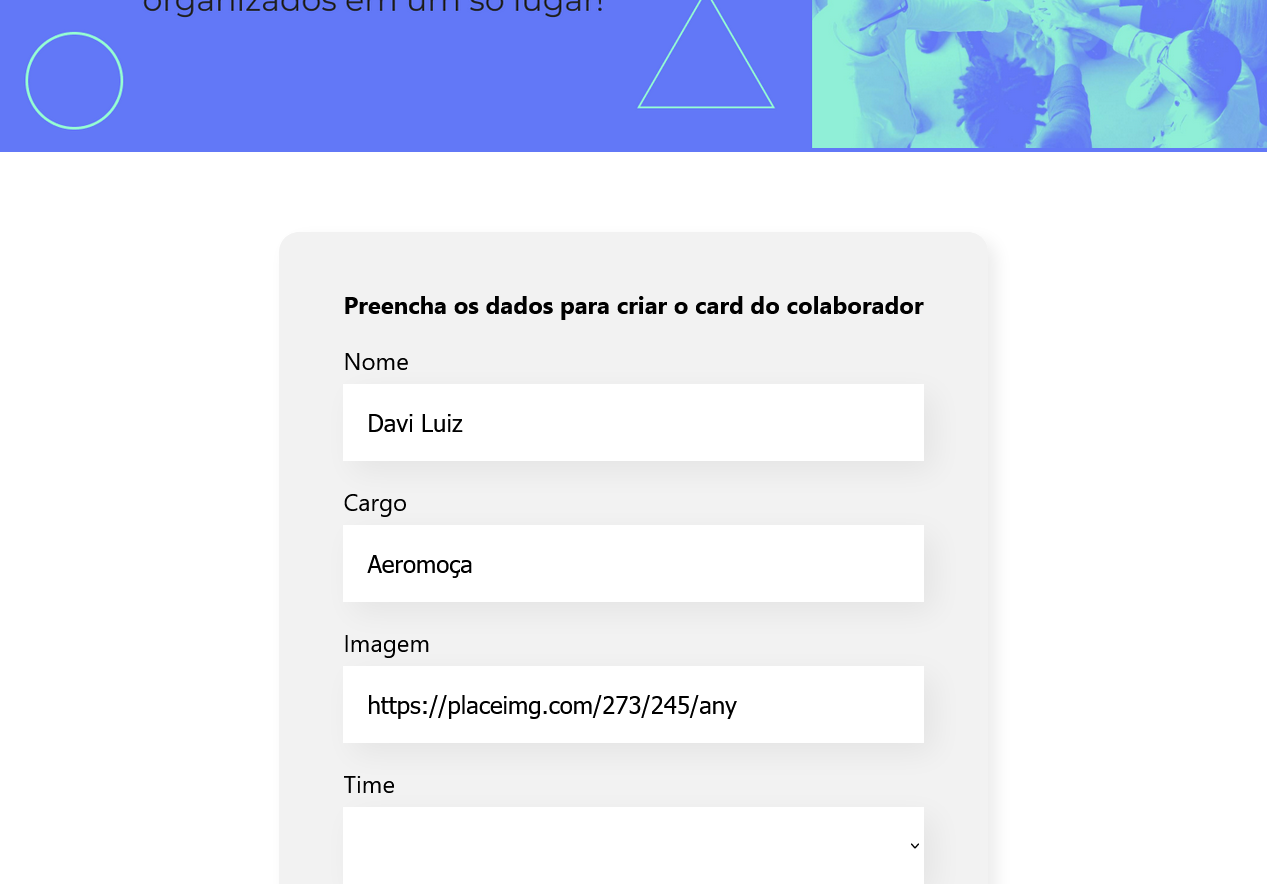 organizados em um só lugar!
Preencha os dados para criar o card do colaborador
Nome
Davi Luiz
Cargo
Aeromoça
Imagem
https://placeimg.com/273/245/any
Time